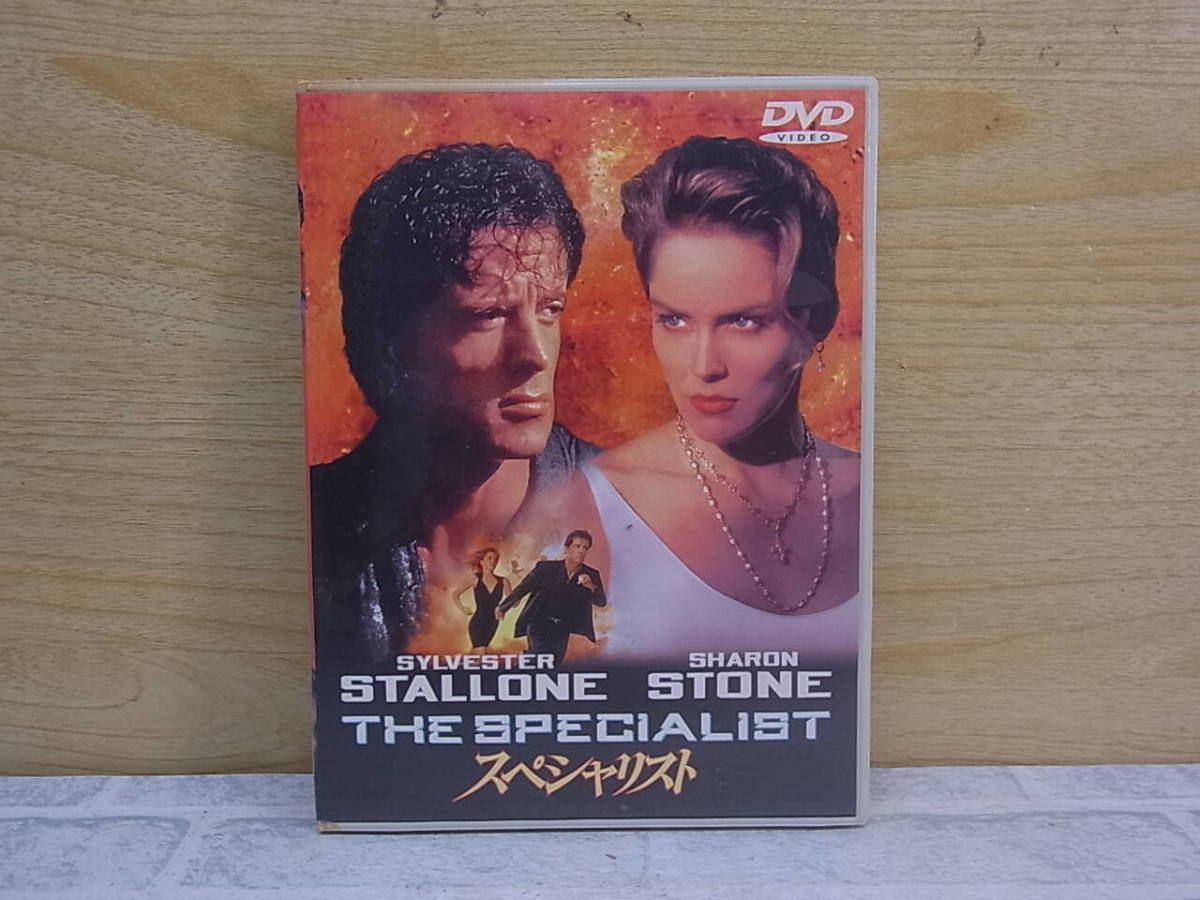 DVD
VIDEO
SYLVESTER
STALLONE
SHARON
STONE
THE SPECIALIST
スペシャリスト